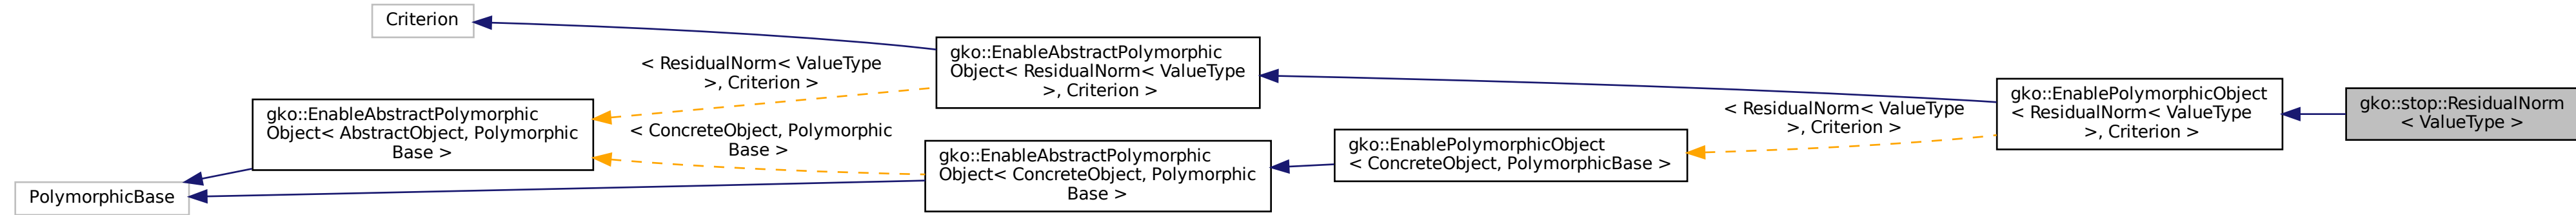 Criterion
gko::EnableAbstractPolymorphic
Object< ResidualNorm< ValueType
>, Criterion >
< ResidualNorm< ValueType
>, Criterion >
gko::EnablePolymorphicObject
< ResidualNorm< ValueType
>, Criterion >
gko::stop::ResidualNorm
< ValueType >
gko::EnableAbstractPolymorphic
Object< AbstractObject, Polymorphic
Base >
< ConcreteObject, Polymorphic
Base >
< ResidualNorm< ValueType
>, Criterion >
gko::EnablePolymorphicObject
< ConcreteObject, PolymorphicBase >
gko::EnableAbstractPolymorphic
Object< ConcreteObject, Polymorphic
Base >
PolymorphicBase